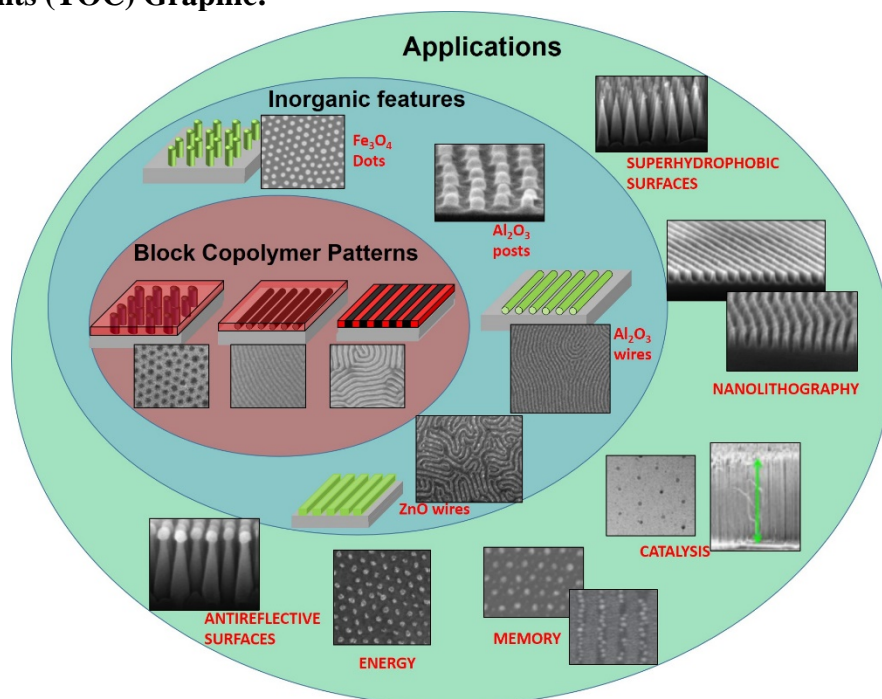 nts (TOC) Graphic:
Applications
Inorganic features
Fe₃O₄
Dots
SUPERHYDROPHOBIC
SURFACES
Al₂O₃
posts
Block Copolymer Patterns
Al₂O₃
wires
NANOLITHOGRAPHY
ZnO wires
CATALYSIS
ANTIREFLECTIVE
SURFACES
MEMORY
ENERGY